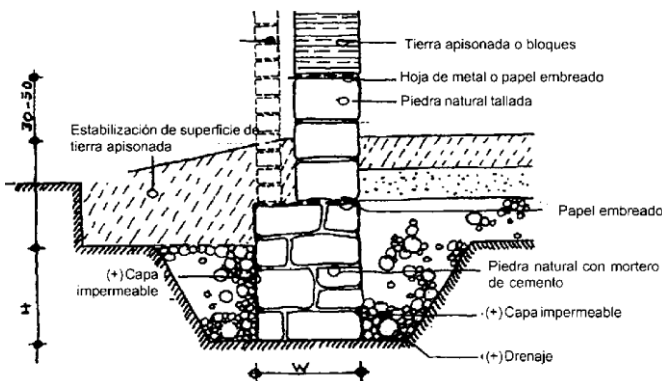 Tierra apisonada o bloques
Hoja de metal o papel embreado
Piedra natural tallada
30-50
Estabilización de superficie de
tierra apisonada
Papel embreado
(+) Capa
impermeable
Piedra natural con mortero
de cemento
(+) Capa impermeable
H
(+) Drenaje
W